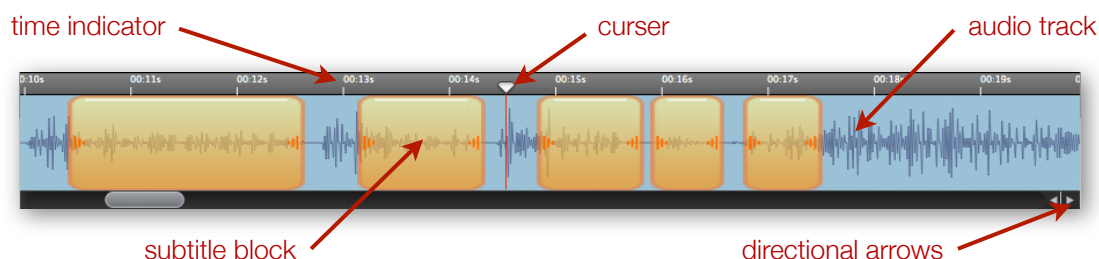 time indicator
curser
audio track
0:10s 00:11s 00:12s 00:13s 00:14s 00:15s 00:16s 00:17s 00:18s 00:19s
subtitle block
directional arrows